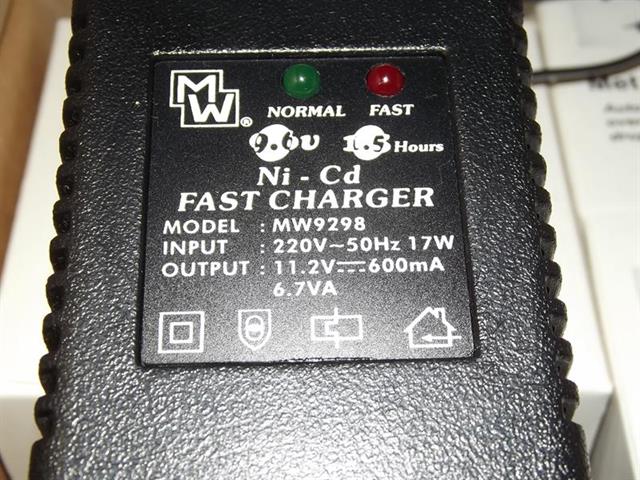 MW®
NORMAL FAST
9.6V 1.5 Hours
Ni - Cd
FAST CHARGER
MODEL : MW9298
INPUT : 220V~50Hz 17W
OUTPUT : 11.2V⎓600mA
6.7VA
Met